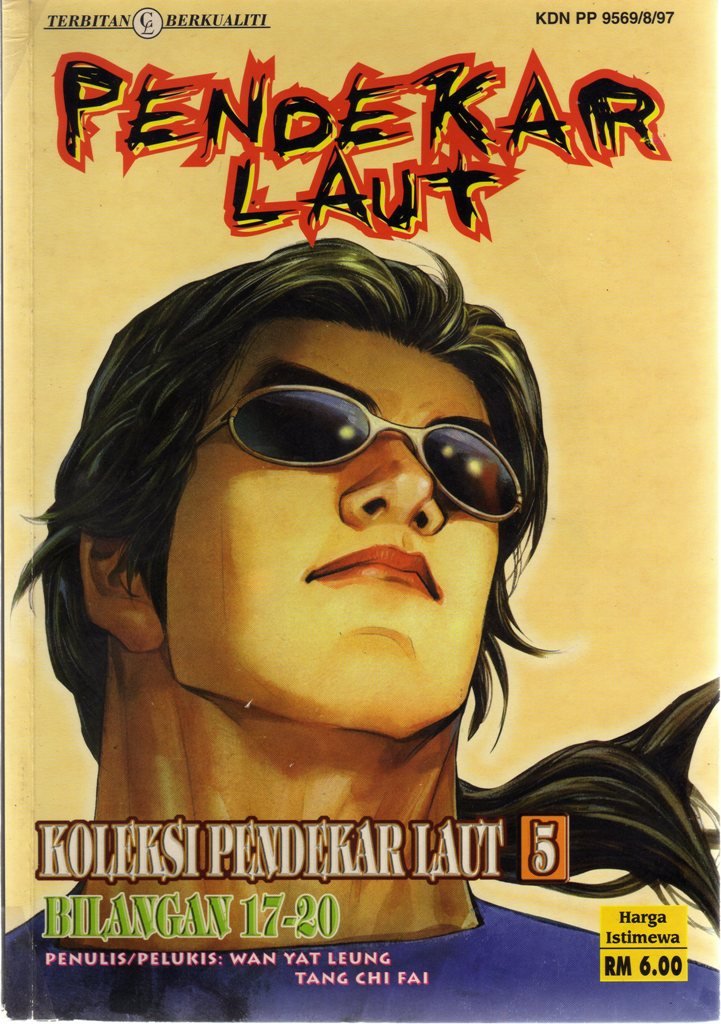 TERBITAN CL BERKUALITI
KDN PP 9569/8/97
PENDEKAR
LAUT
KOLEKSI PENDEKAR LAUT 5
BILANGAN 17-20
PENULIS/PELUKIS: WAN YAT LEUNG
TANG CHI FAI
Harga
Istimewa
RM 6.00